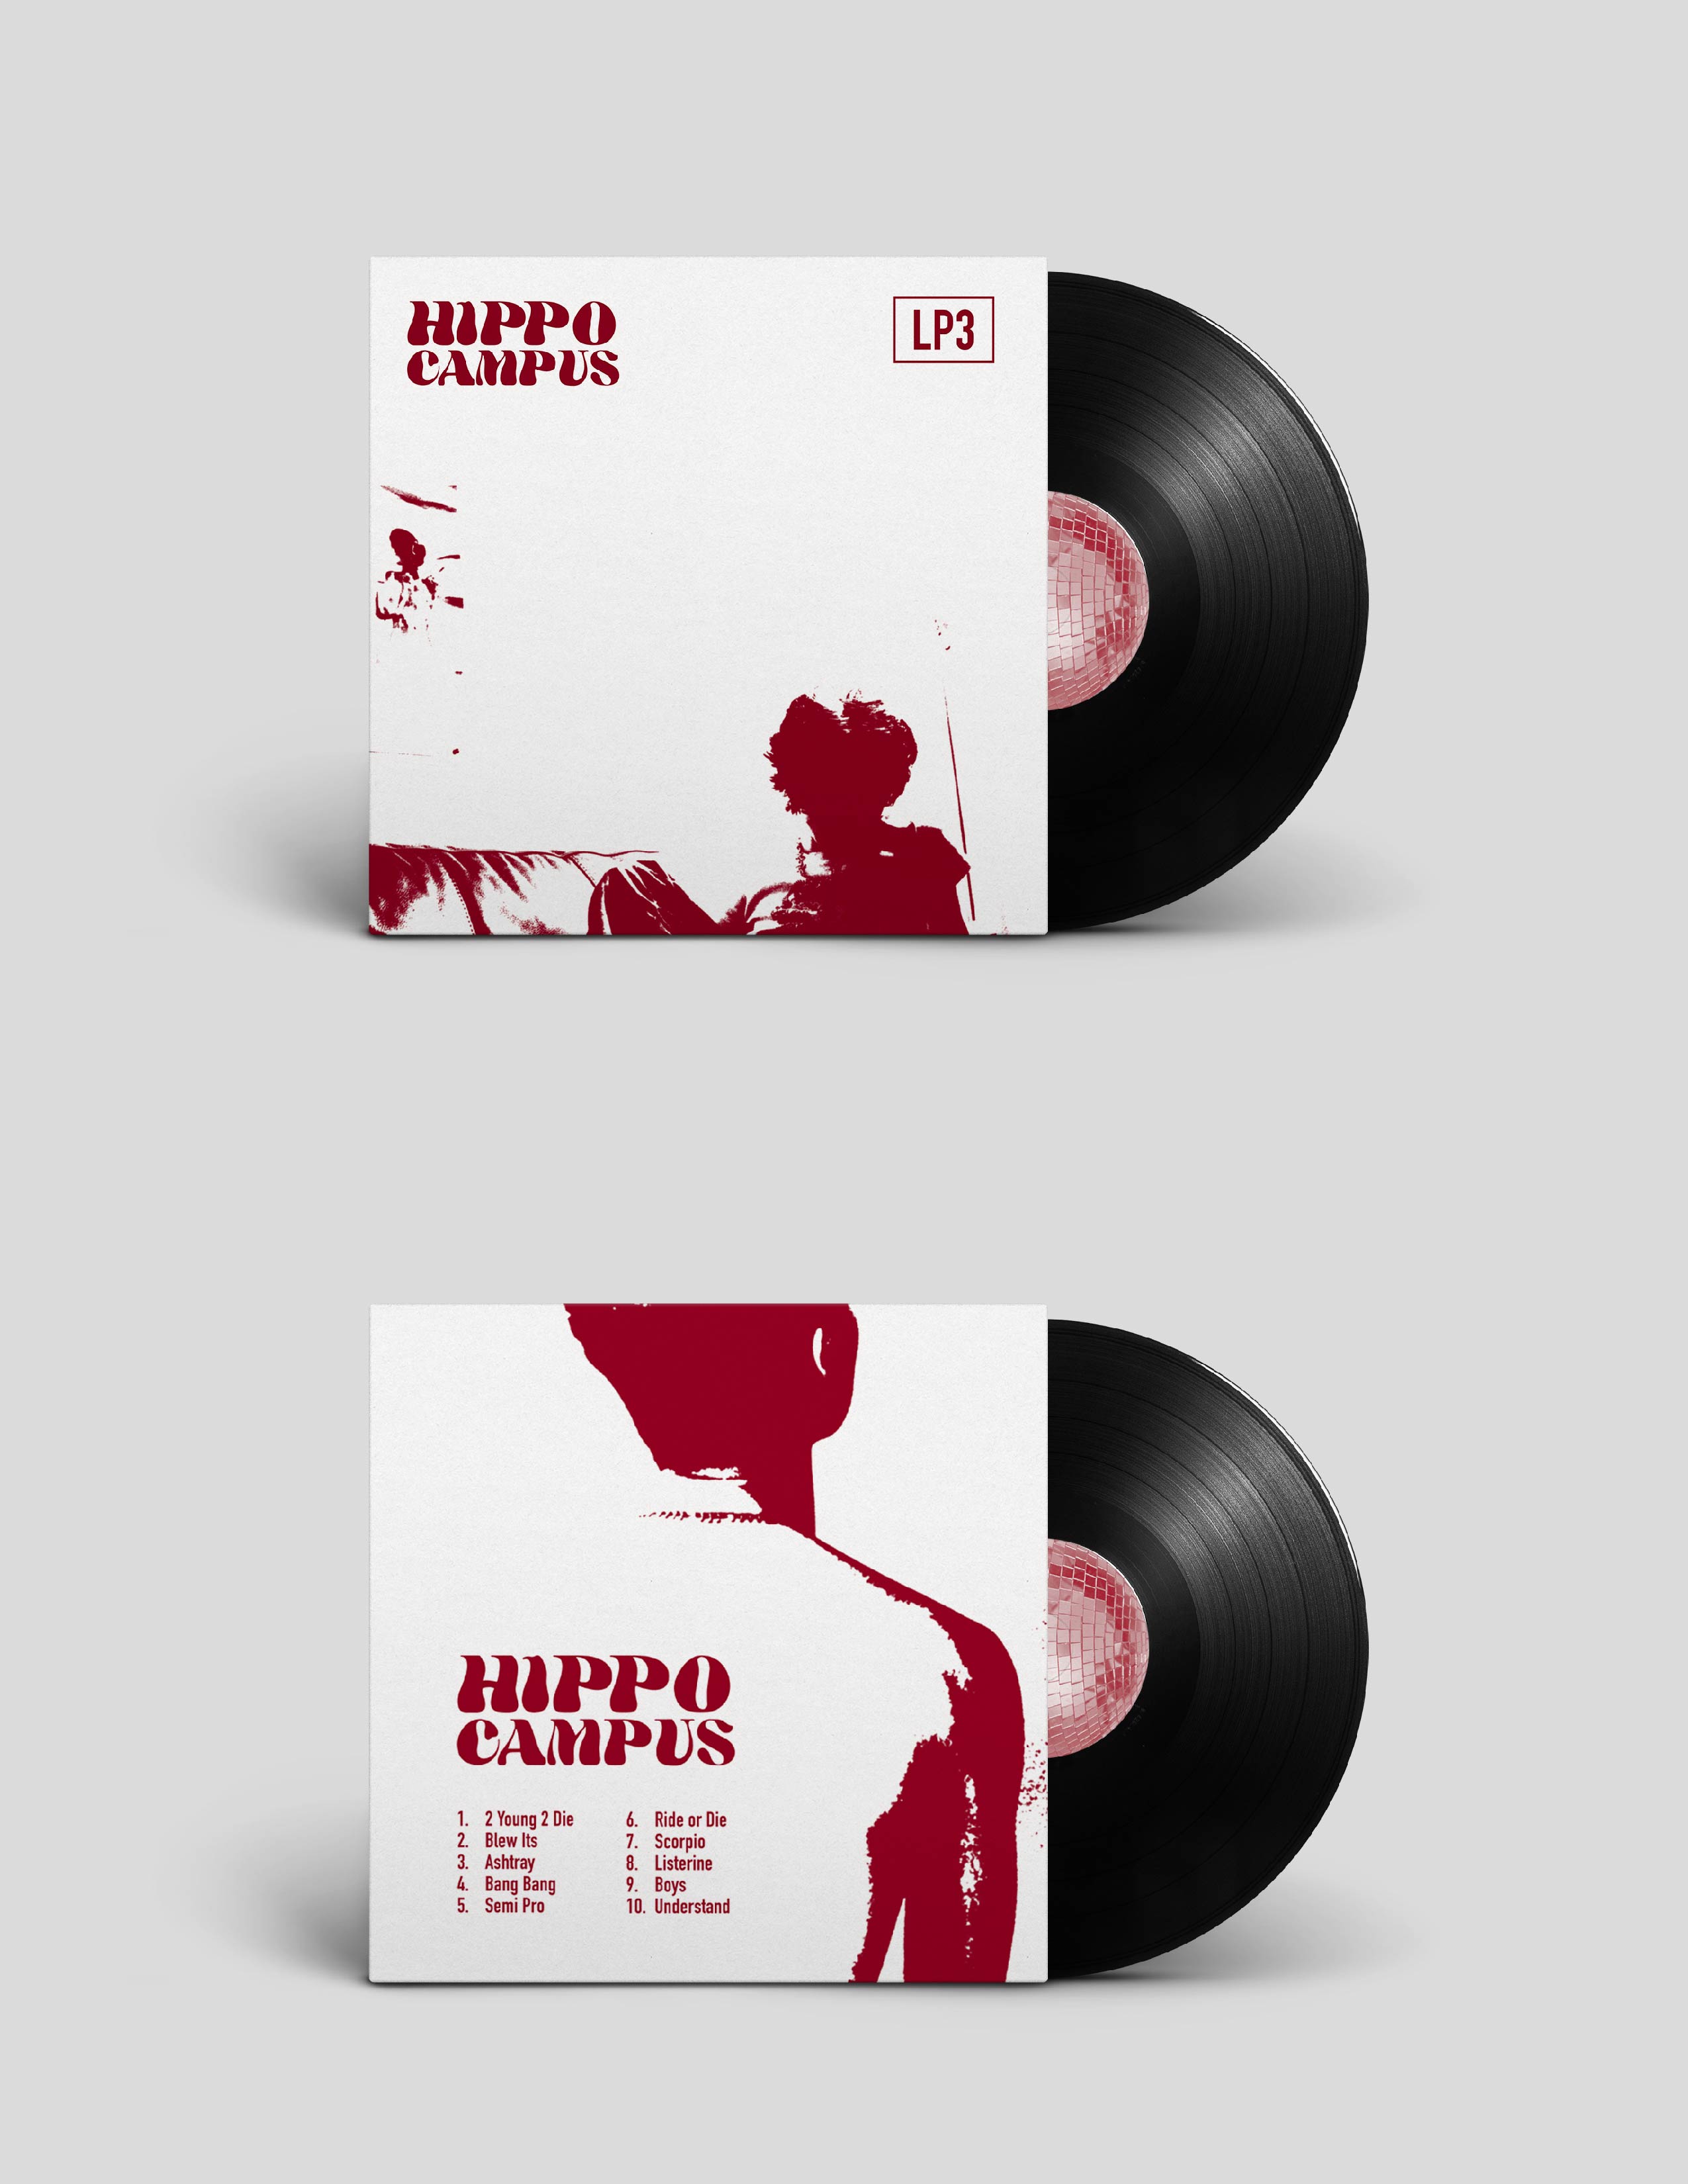 HIPPO
CAMPUS
LP3
HIPPO
CAMPUS
1. 2 Young 2 Die
2. Blew Its
3. Ashtray
4. Bang Bang
5. Semi Pro
6. Ride or Die
7. Scorpio
8. Listerine
9. Boys
10. Understand